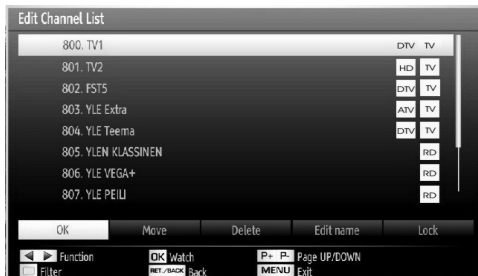 Edit Channel List
800. TV1 DTV TV
801. TV2 HD TV
802. FST5 DTV TV
803. YLE Extra ATV TV
804. YLE Teema DTV TV
805. YLEN KLASSINEN RD
806. YLE VEGA+ RD
807. YLE PEILI RD
OK Move Delete Edit name Lock
Function OK Watch P+ P- Page UP/DOWN
Filter RET./BACK Back MENU Exit